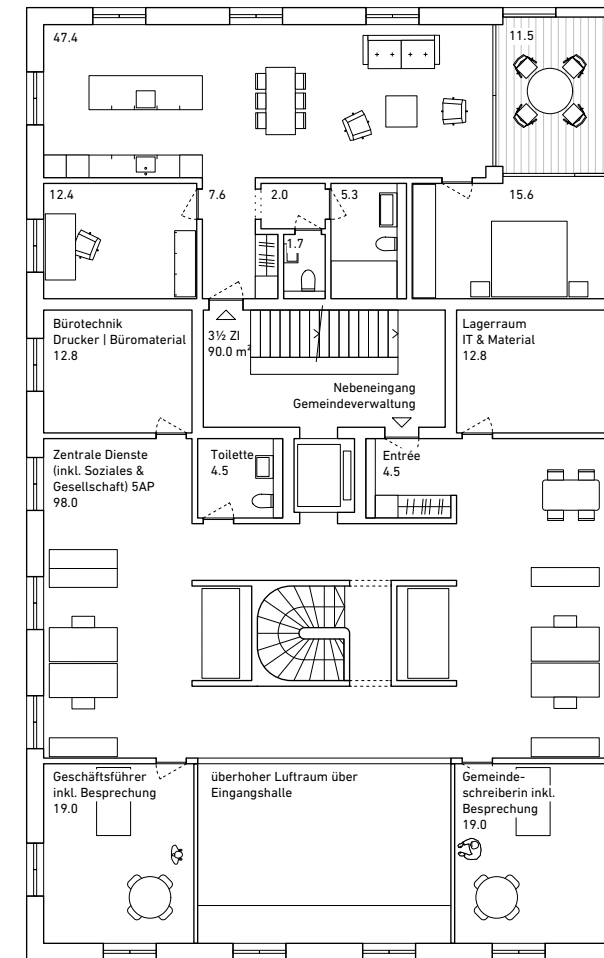 47.4
11.5
12.4
7.6
2.0
5.3
15.6
1.7
Bürotechnik
Drucker | Büromaterial
12.8
3½ ZI
90.0 m²
Lagerraum
IT & Material
12.8
Nebeneingang
Gemeindeverwaltung
Zentrale Dienste
(inkl. Soziales &
Gesellschaft) 5AP
98.0
Toilette
4.5
Entrée
4.5
Geschäftsführer
inkl. Besprechung
19.0
überhoher Luftraum über
Eingangshalle
Gemeinde-
schreiberin inkl.
Besprechung
19.0